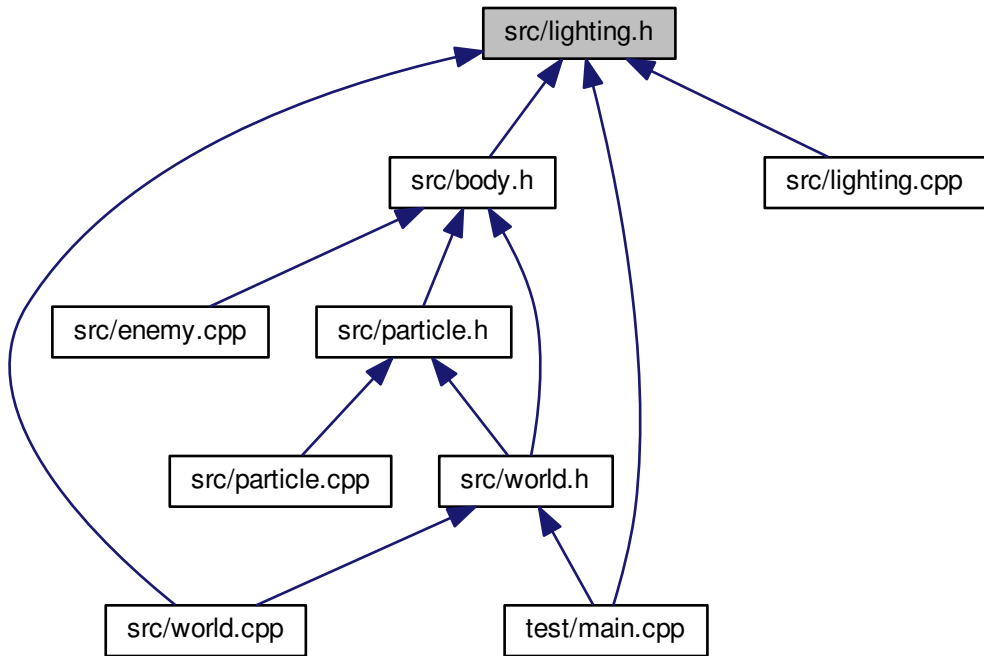 src/lighting.h
src/body.h
src/lighting.cpp
src/enemy.cpp
src/particle.h
src/particle.cpp
src/world.h
src/world.cpp
test/main.cpp